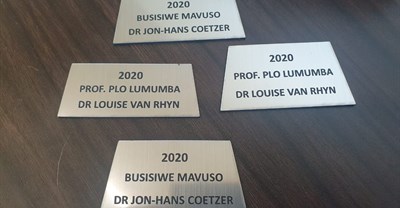 2020
BUSISIWE MAVUSO
DR JON-HANS COETZER
2020
PROF. PLO LUMUMBA
DR LOUISE VAN RHYN
2020
PROF. PLO LUMUMBA
DR LOUISE VAN RHYN
2020
BUSISIWE MAVUSO
DR JON-HANS COETZER